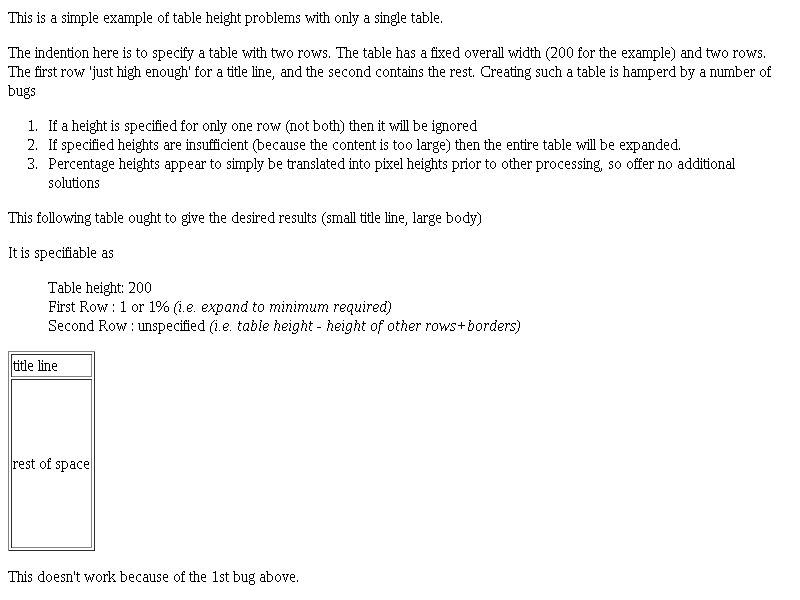 This is a simple example of table height problems with only a single table.
The indention here is to specify a table with two rows. The table has a fixed overall width (200 for the example) and two rows.
The first row 'just high enough' for a title line, and the second contains the rest. Creating such a table is hamperd by a number of
bugs
1. If a height is specified for only one row (not both) then it will be ignored
2. If specified heights are insufficient (because the content is too large) then the entire table will be expanded.
3. Percentage heights appear to simply be translated into pixel heights prior to other processing, so offer no additional
solutions
This following table ought to give the desired results (small title line, large body)
It is specifiable as
Table height: 200
First Row : 1 or 1% (i.e. expand to minimum required)
Second Row : unspecified (i.e. table height - height of other rows+borders)
title line
rest of space
This doesn't work because of the 1st bug above.